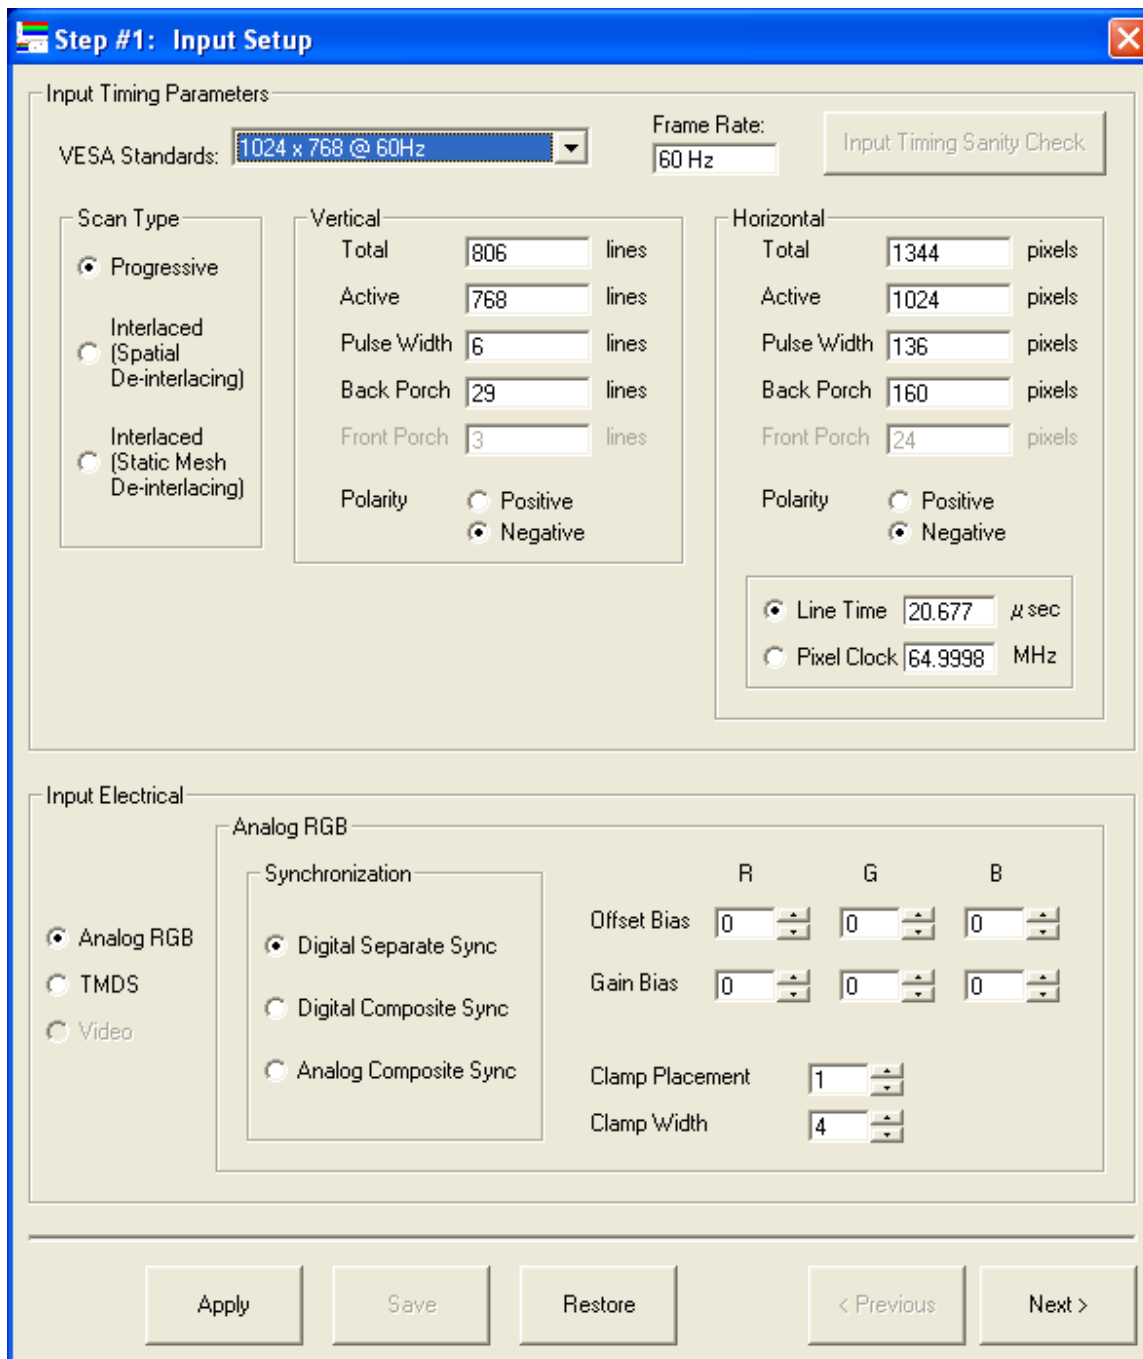 Step #1: Input Setup
Input Timing Parameters
VESA Standards: 1024 x 768 @ 60Hz
Frame Rate:
60 Hz
Input Timing Sanity Check
Scan Type
Progressive
Interlaced
(Spatial
De-interlacing)
Interlaced
(Static Mesh
De-interlacing)
Vertical
Total 806 lines
Active 768 lines
Pulse Width 6 lines
Back Porch 29 lines
Front Porch 3 lines
Polarity Positive
Negative
Horizontal
Total 1344 pixels
Active 1024 pixels
Pulse Width 136 pixels
Back Porch 160 pixels
Front Porch 24 pixels
Polarity Positive
Negative
Line Time 20.677 µsec
Pixel Clock 64.9998 MHz
Input Electrical
Analog RGB
TMDS
Video
Analog RGB
Synchronization
Digital Separate Sync
Digital Composite Sync
Analog Composite Sync
R G B
Offset Bias 0 0 0
Gain Bias 0 0 0
Clamp Placement 1
Clamp Width 4
Apply Save Restore < Previous Next >